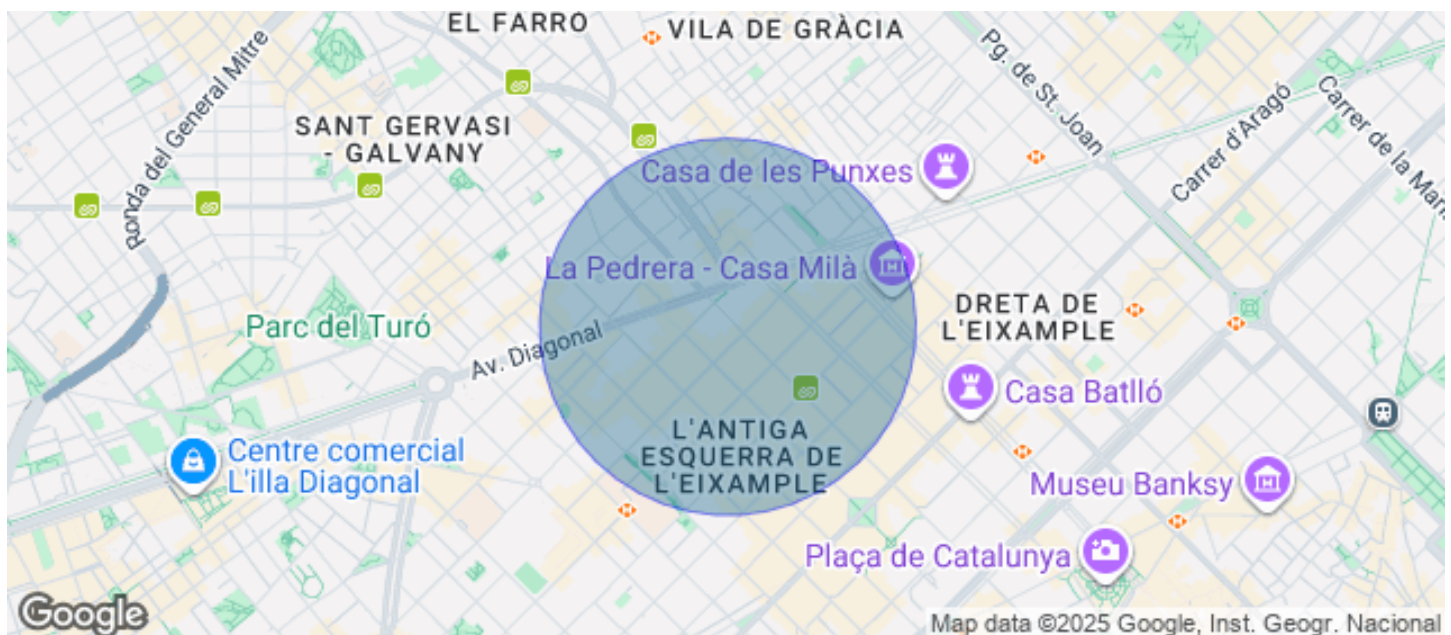 EL FARRÓ
VILA DE GRÀCIA
Ronda del General Mitre
Pg. de St. Joan
Carrer d'Aragó
Carrer de la Mari
SANT GERVASI
- GALVANY
Casa de les Punxes
La Pedrera - Casa Milà
DRETA DE
L'EIXAMPLE
Parc del Turó
Av. Diagonal
Casa Batlló
L'ANTIGA
ESQUERRA DE
L'EIXAMPLE
Centre comercial
L'illa Diagonal
Museu Banksy
Plaça de Catalunya
Google
Map data ©2025 Google, Inst. Geogr. Nacional